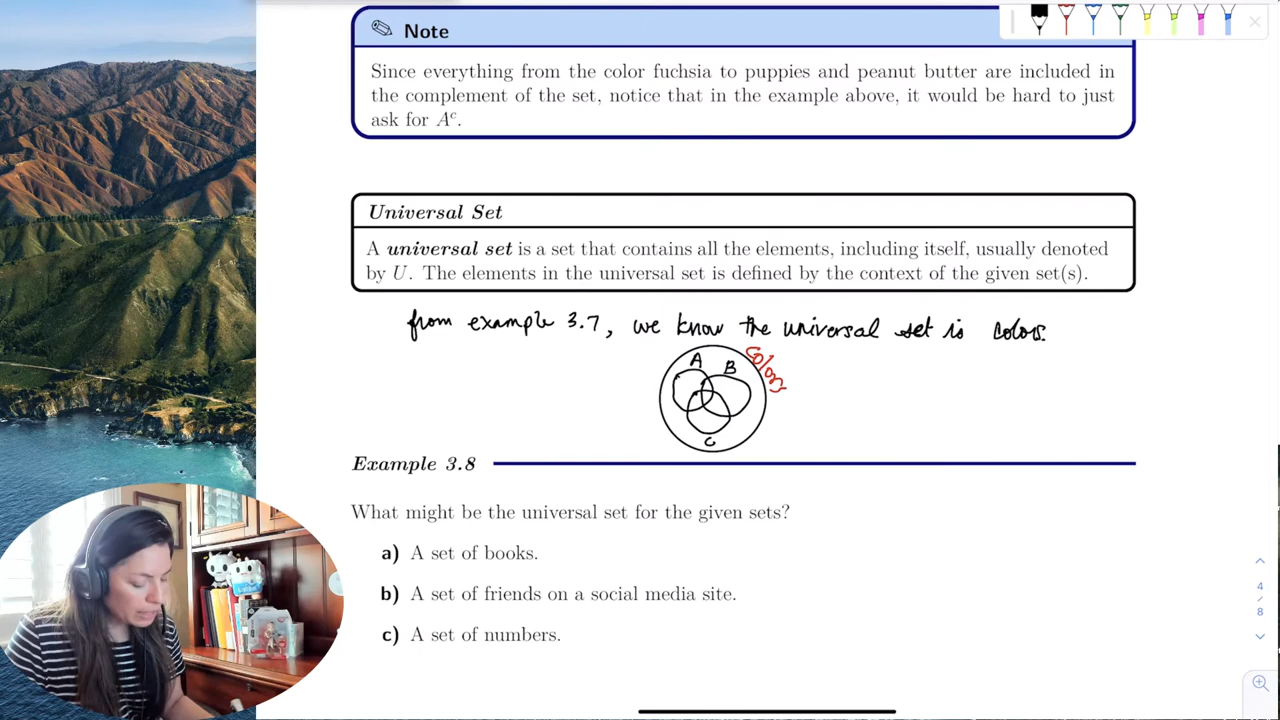 Note
Since everything from the color fuchsia to puppies and peanut butter are included in
the complement of the set, notice that in the example above, it would be hard to just
ask for Aᶜ.
Universal Set
A universal set is a set that contains all the elements, including itself, usually denoted
by U. The elements in the universal set is defined by the context of the given set(s).
from example 3.7, we know the universal set is colors.
A
B
colors
C
Example 3.8
What might be the universal set for the given sets?
a) A set of books.
b) A set of friends on a social media site.
c) A set of numbers.
4
/
8